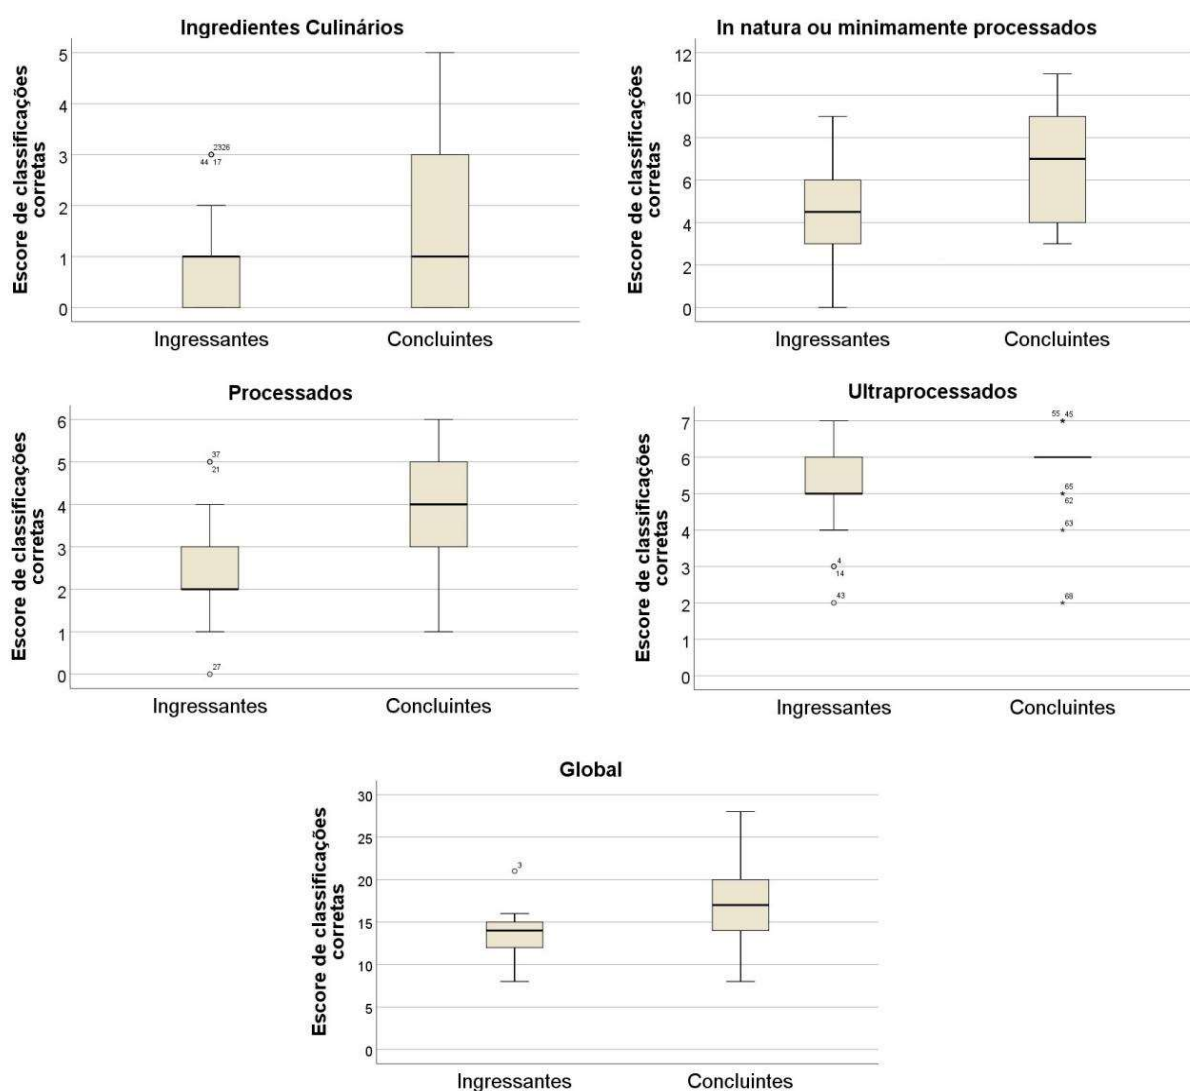 Ingredientes Culinários
Escore de classificações
corretas
5
4
3
2
1
0
2326
44 17
Ingressantes
Concluintes
In natura ou minimamente processados
Escore de classificações
corretas
12
10
8
6
4
2
0
Ingressantes
Concluintes
Processados
Escore de classificações
corretas
6
5
4
3
2
1
0
37
21
27
Ingressantes
Concluintes
Ultraprocessados
Escore de classificações
corretas
7
6
5
4
3
2
1
0
4
14
43
55 45
65
62
63
68
Ingressantes
Concluintes
Global
Escore de classificações
corretas
30
25
20
15
10
5
0
3
Ingressantes
Concluintes